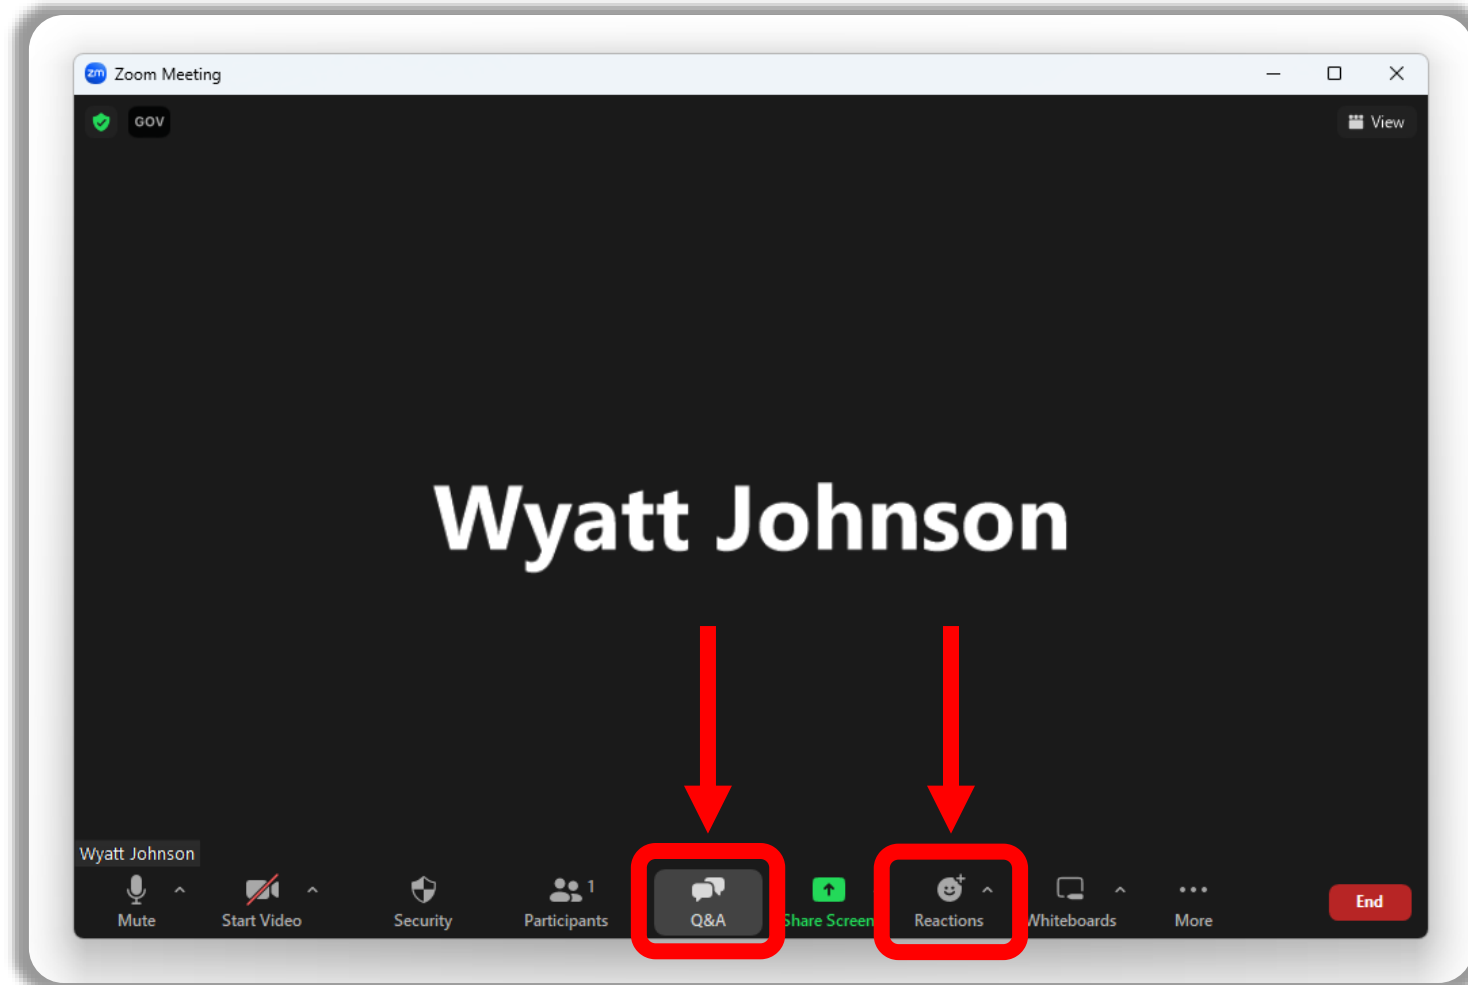 zm Zoom Meeting
GOV
View
Wyatt Johnson
Wyatt Johnson
1
Mute
Start Video
Security
Participants
Q&A
Share Screen
Reactions
Whiteboards
More
End